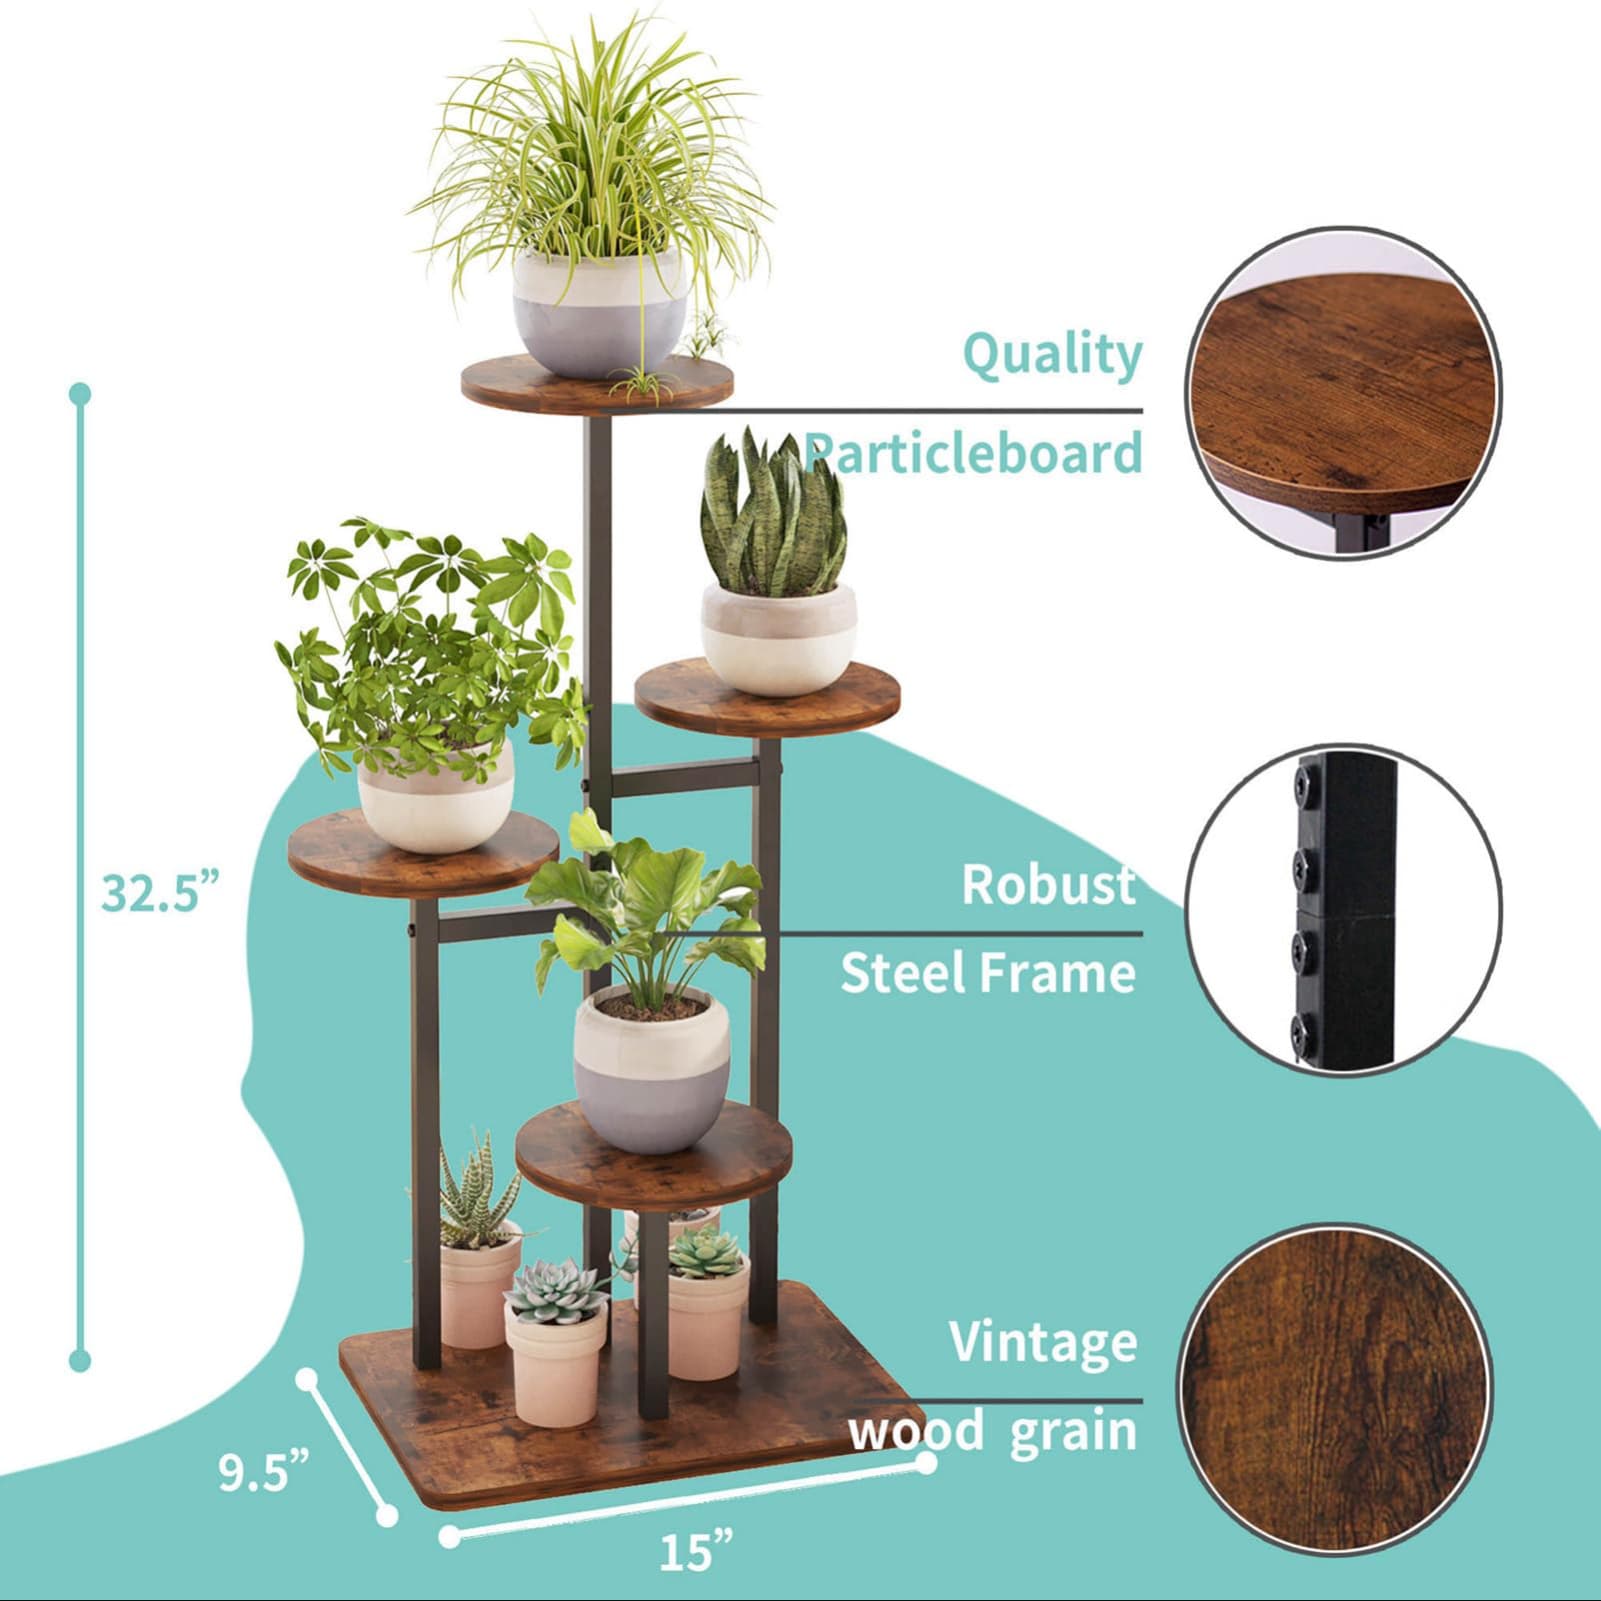 Quality
Particleboard
32.5”
Robust
Steel Frame
Vintage
wood grain
9.5”
15”